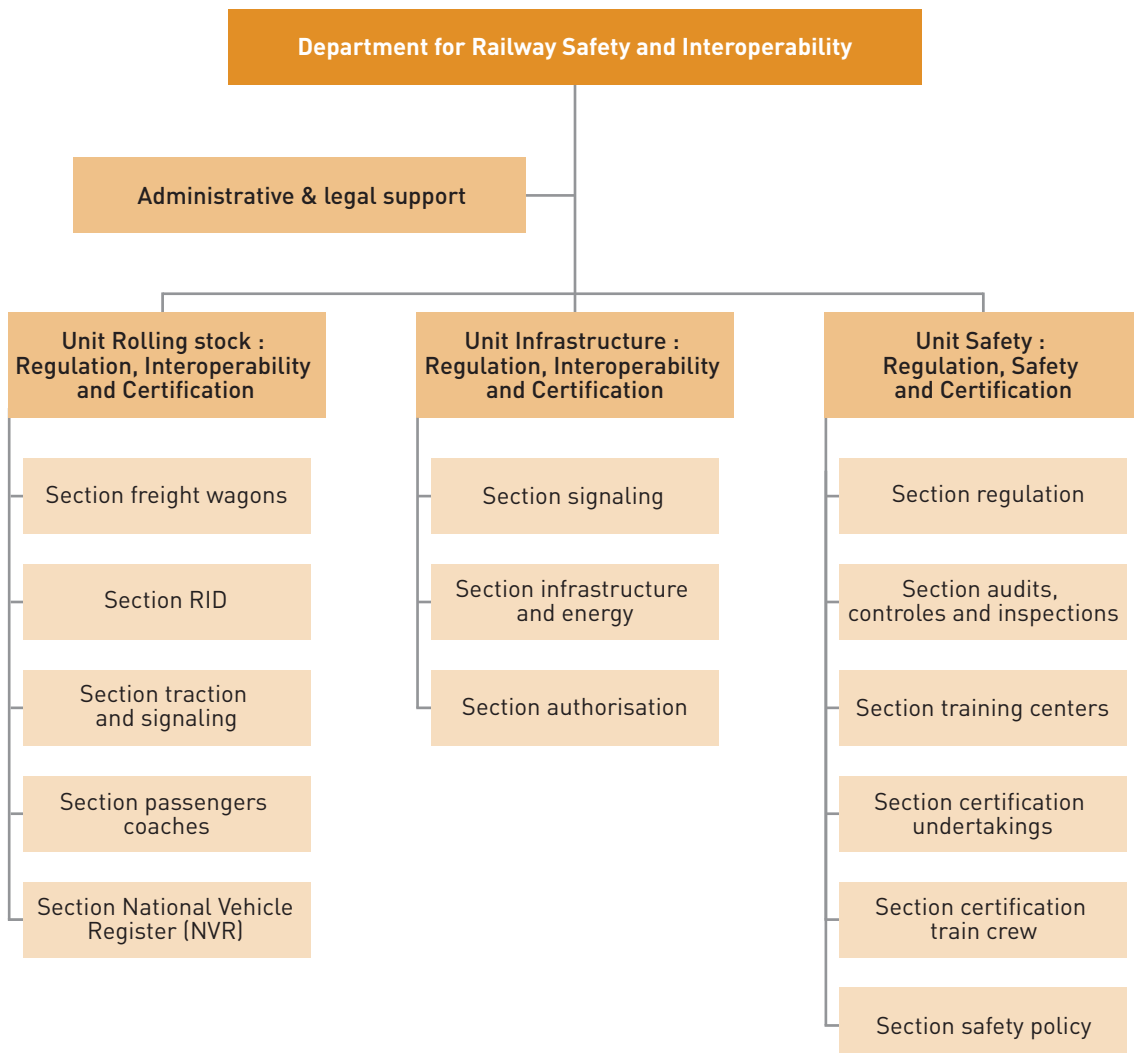 Department for Railway Safety and Interoperability
Administrative & legal support
Unit Rolling stock :
Regulation, Interoperability
and Certification
Section freight wagons
Section RID
Section traction
and signaling
Section passengers
coaches
Section National Vehicle
Register (NVR)
Unit Infrastructure :
Regulation, Interoperability
and Certification
Section signaling
Section infrastructure
and energy
Section authorisation
Unit Safety :
Regulation, Safety
and Certification
Section regulation
Section audits,
controles and inspections
Section training centers
Section certification
undertakings
Section certification
train crew
Section safety policy